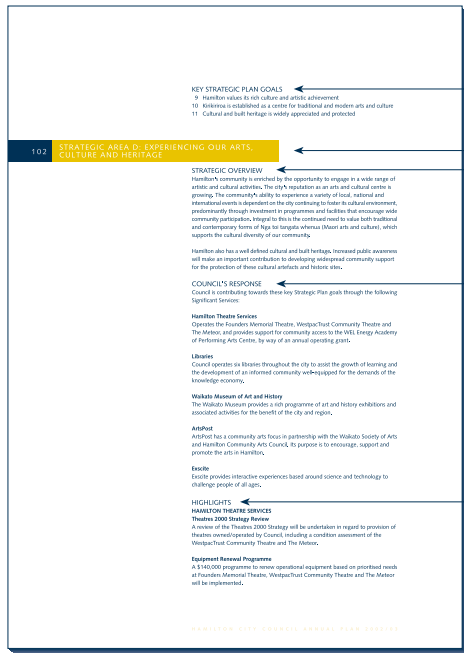 KEY STRATEGIC PLAN GOALS
9 Hamilton values its rich culture and artistic achievement
10 Kirikiriroa is established as a centre for traditional and modern arts and culture
11 Cultural and built heritage is widely appreciated and protected
102
STRATEGIC AREA D: EXPERIENCING OUR ARTS,
CULTURE AND HERITAGE
STRATEGIC OVERVIEW
Hamilton's community is enriched by the opportunity to engage in a wide range of
artistic and cultural activities. The city's reputation as an arts and cultural centre is
growing. The community's ability to experience a variety of local, national and
international events is dependent on the city continuing to foster its cultural environment,
predominantly through investment in programmes and facilities that encourage wide
community participation. Integral to this is the continued need to value both traditional
and contemporary forms of Nga toi tangata whenua (Maori arts and culture), which
supports the cultural diversity of our community.
Hamilton also has a well defined cultural and built heritage. Increased public awareness
will make an important contribution to developing widespread community support
for the protection of these cultural artefacts and historic sites.
COUNCIL'S RESPONSE
Council is contributing towards these key Strategic Plan goals through the following
Significant Services:
Hamilton Theatre Services
Operates the Founders Memorial Theatre, WestpacTrust Community Theatre and
The Meteor, and provides support for community access to the WEL Energy Academy
of Performing Arts Centre, by way of an annual operating grant.
Libraries
Council operates six libraries throughout the city to assist the growth of learning and
the development of an informed community well-equipped for the demands of the
knowledge economy.
Waikato Museum of Art and History
The Waikato Museum provides a rich programme of art and history exhibitions and
associated activities for the benefit of the city and region.
ArtsPost
ArtsPost has a community arts focus in partnership with the Waikato Society of Arts
and Hamilton Community Arts Council, its purpose is to encourage, support and
promote the arts in Hamilton.
Exscite
Exscite provides interactive experiences based around science and technology to
challenge people of all ages.
HIGHLIGHTS
HAMILTON THEATRE SERVICES
Theatres 2000 Strategy Review
A review of the Theatres 2000 Strategy will be undertaken in regard to provision of
theatres owned/operated by Council, including a condition assessment of the
WestpacTrust Community Theatre and The Meteor.
Equipment Renewal Programme
A $140,000 programme to renew operational equipment based on prioritised needs
at Founders Memorial Theatre, WestpacTrust Community Theatre and The Meteor
will be implemented.
HAMILTON CITY COUNCIL ANNUAL PLAN